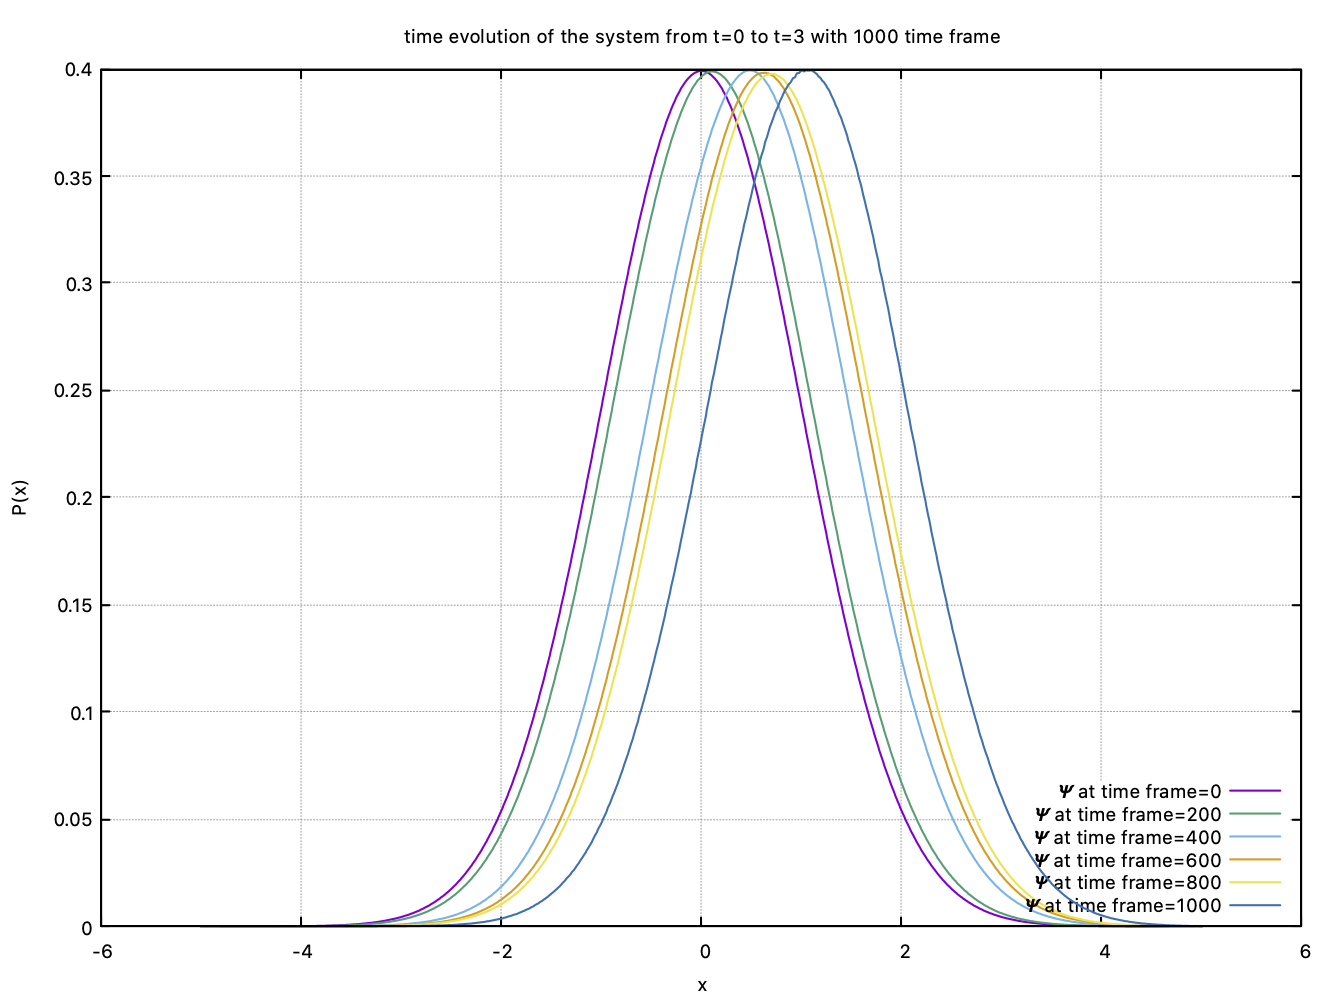 time evolution of the system from t=0 to t=3 with 1000 time frame
0.4
0.35
0.3
0.25
0.2
0.15
0.1
0.05
0
P(x)
𝜳 at time frame=0
𝜳 at time frame=200
𝜳 at time frame=400
𝜳 at time frame=600
𝜳 at time frame=800
𝜳 at time frame=1000
-6 -4 -2 0 2 4 6
x